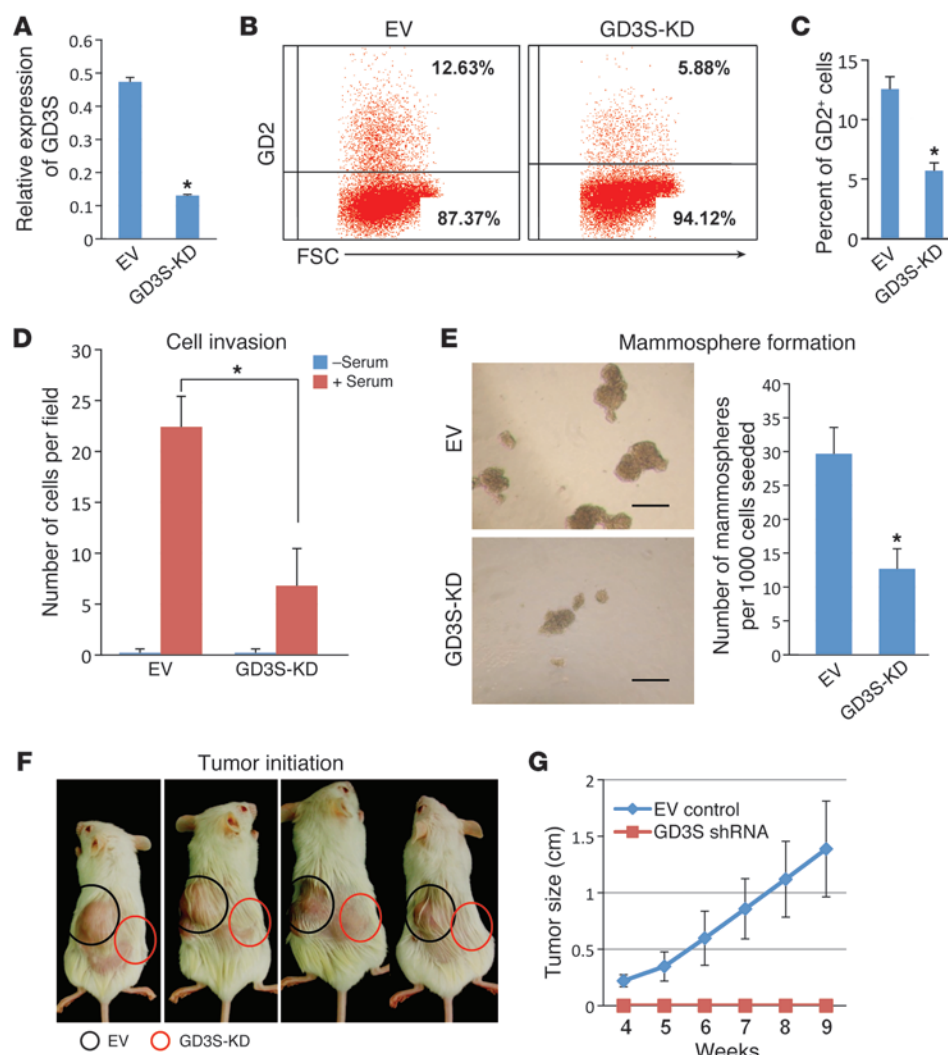 A
Relative expression
of GD3S
0.6
0.5
0.4
0.3
0.2
0.1
0
*
EV
GD3S-KD
B
EV
GD3S-KD
GD2
12.63%
87.37%
5.88%
94.12%
FSC
C
Percent of GD2+ cells
15
10
5
0
*
EV
GD3S-KD
D
Cell invasion
Number of cells per field
30
25
20
15
10
5
0
–Serum
+ Serum
*
EV
GD3S-KD
E
Mammosphere formation
EV
GD3S-KD
Number of mammospheres
per 1000 cells seeded
40
35
30
25
20
15
10
5
0
*
EV
GD3S-KD
F
Tumor initiation
EV
GD3S-KD
G
Tumor size (cm)
2
1.5
1
0.5
0
EV control
GD3S shRNA
4 5 6 7 8 9
Weeks